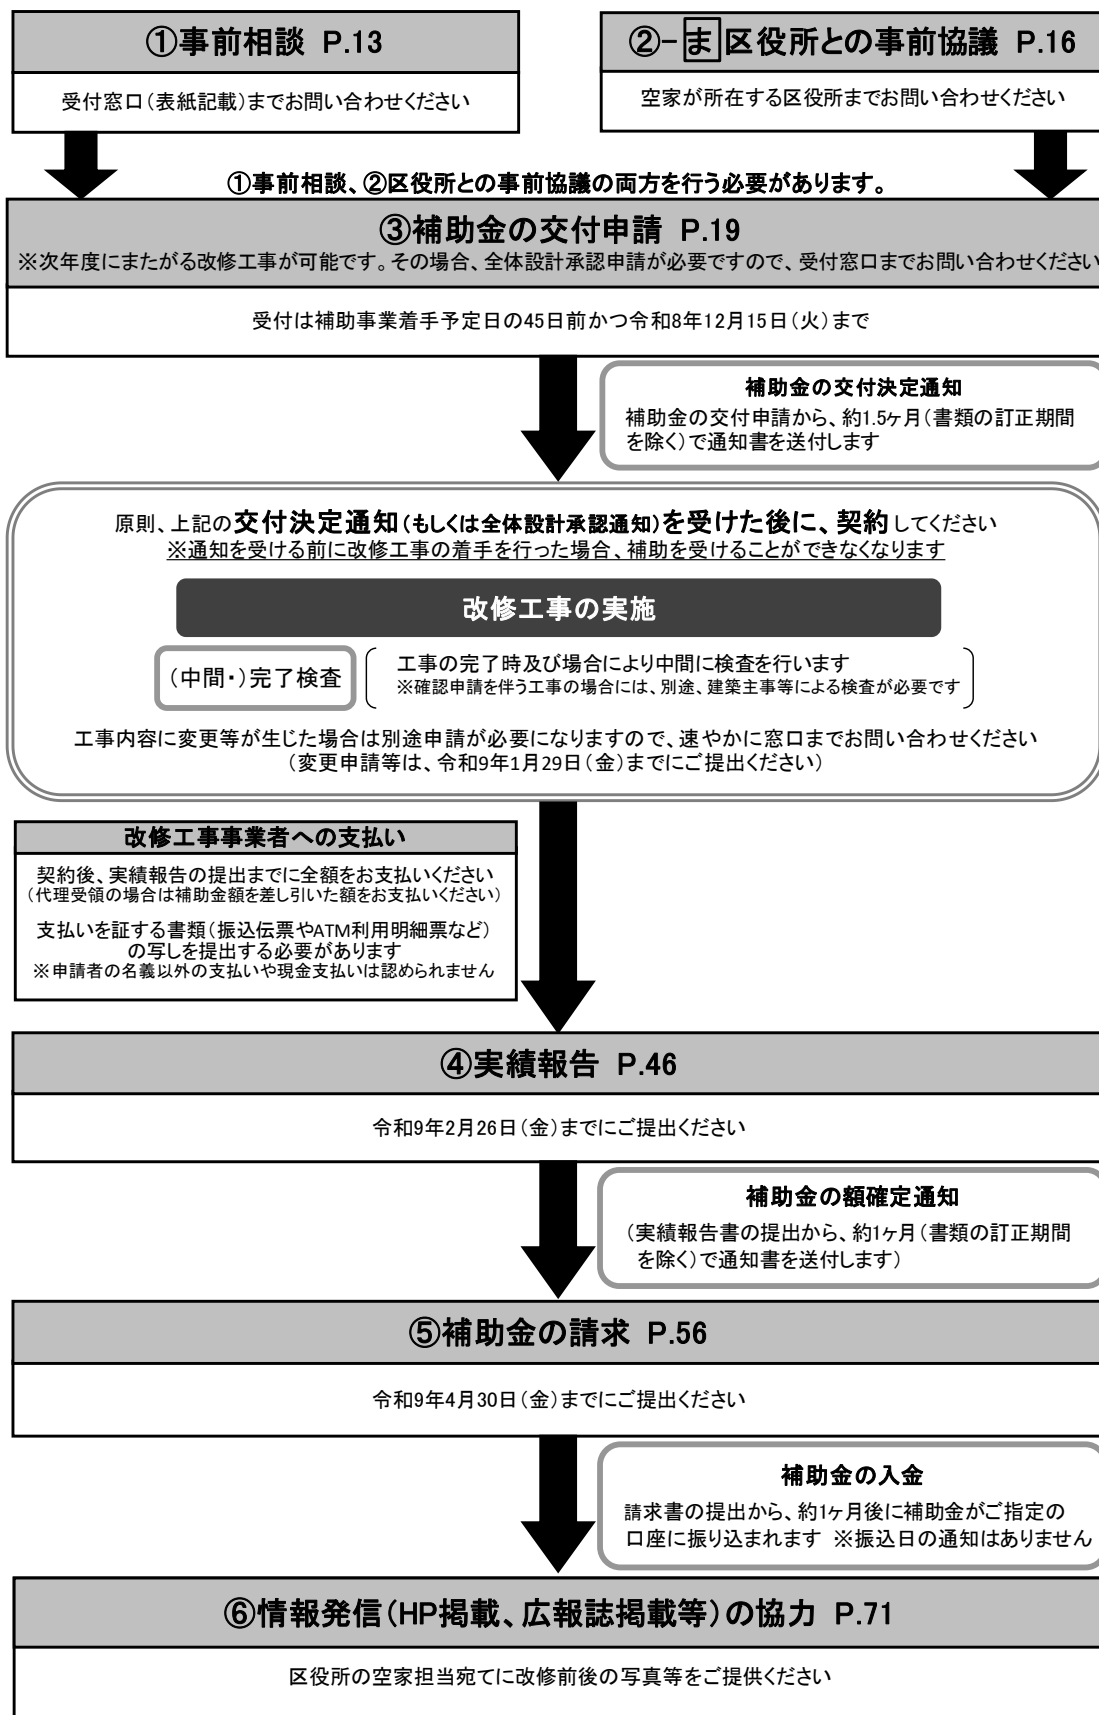 ①事前相談 P.13
受付窓口(表紙記載)までお問い合わせください
②-ま区役所との事前協議 P.16
空家が所在する区役所までお問い合わせください
①事前相談、②区役所との事前協議の両方を行う必要があります。
③補助金の交付申請 P.19
※次年度にまたがる改修工事が可能です。その場合、全体設計承認申請が必要ですので、受付窓口までお問い合わせください
受付は補助事業着手予定日の45日前かつ令和8年12月15日(火)まで
補助金の交付決定通知
補助金の交付申請から、約1.5ヶ月(書類の訂正期間
を除く)で通知書を送付します
原則、上記の交付決定通知(もしくは全体設計承認通知)を受けた後に、契約してください
※通知を受ける前に改修工事の着手を行った場合、補助を受けることができなくなります
改修工事の実施
(中間・)完了検査
工事の完了時及び場合により中間に検査を行います
※確認申請を伴う工事の場合には、別途、建築主事等による検査が必要です
工事内容に変更等が生じた場合は別途申請が必要になりますので、速やかに窓口までお問い合わせください
(変更申請等は、令和9年1月29日(金)までにご提出ください)
改修工事事業者への支払い
契約後、実績報告の提出までに全額をお支払いください
(代理受領の場合は補助金額を差し引いた額をお支払いください)
支払いを証する書類(振込伝票やATM利用明細票など)
の写しを提出する必要があります
※申請者の名義以外の支払いや現金支払いは認められません
④実績報告 P.46
令和9年2月26日(金)までにご提出ください
補助金の額確定通知
(実績報告書の提出から、約1ヶ月(書類の訂正期間
を除く)で通知書を送付します)
⑤補助金の請求 P.56
令和9年4月30日(金)までにご提出ください
補助金の入金
請求書の提出から、約1ヶ月後に補助金がご指定の
口座に振り込まれます ※振込日の通知はありません
⑥情報発信(HP掲載、広報誌掲載等)の協力 P.71
区役所の空家担当宛てに改修前後の写真等をご提供ください